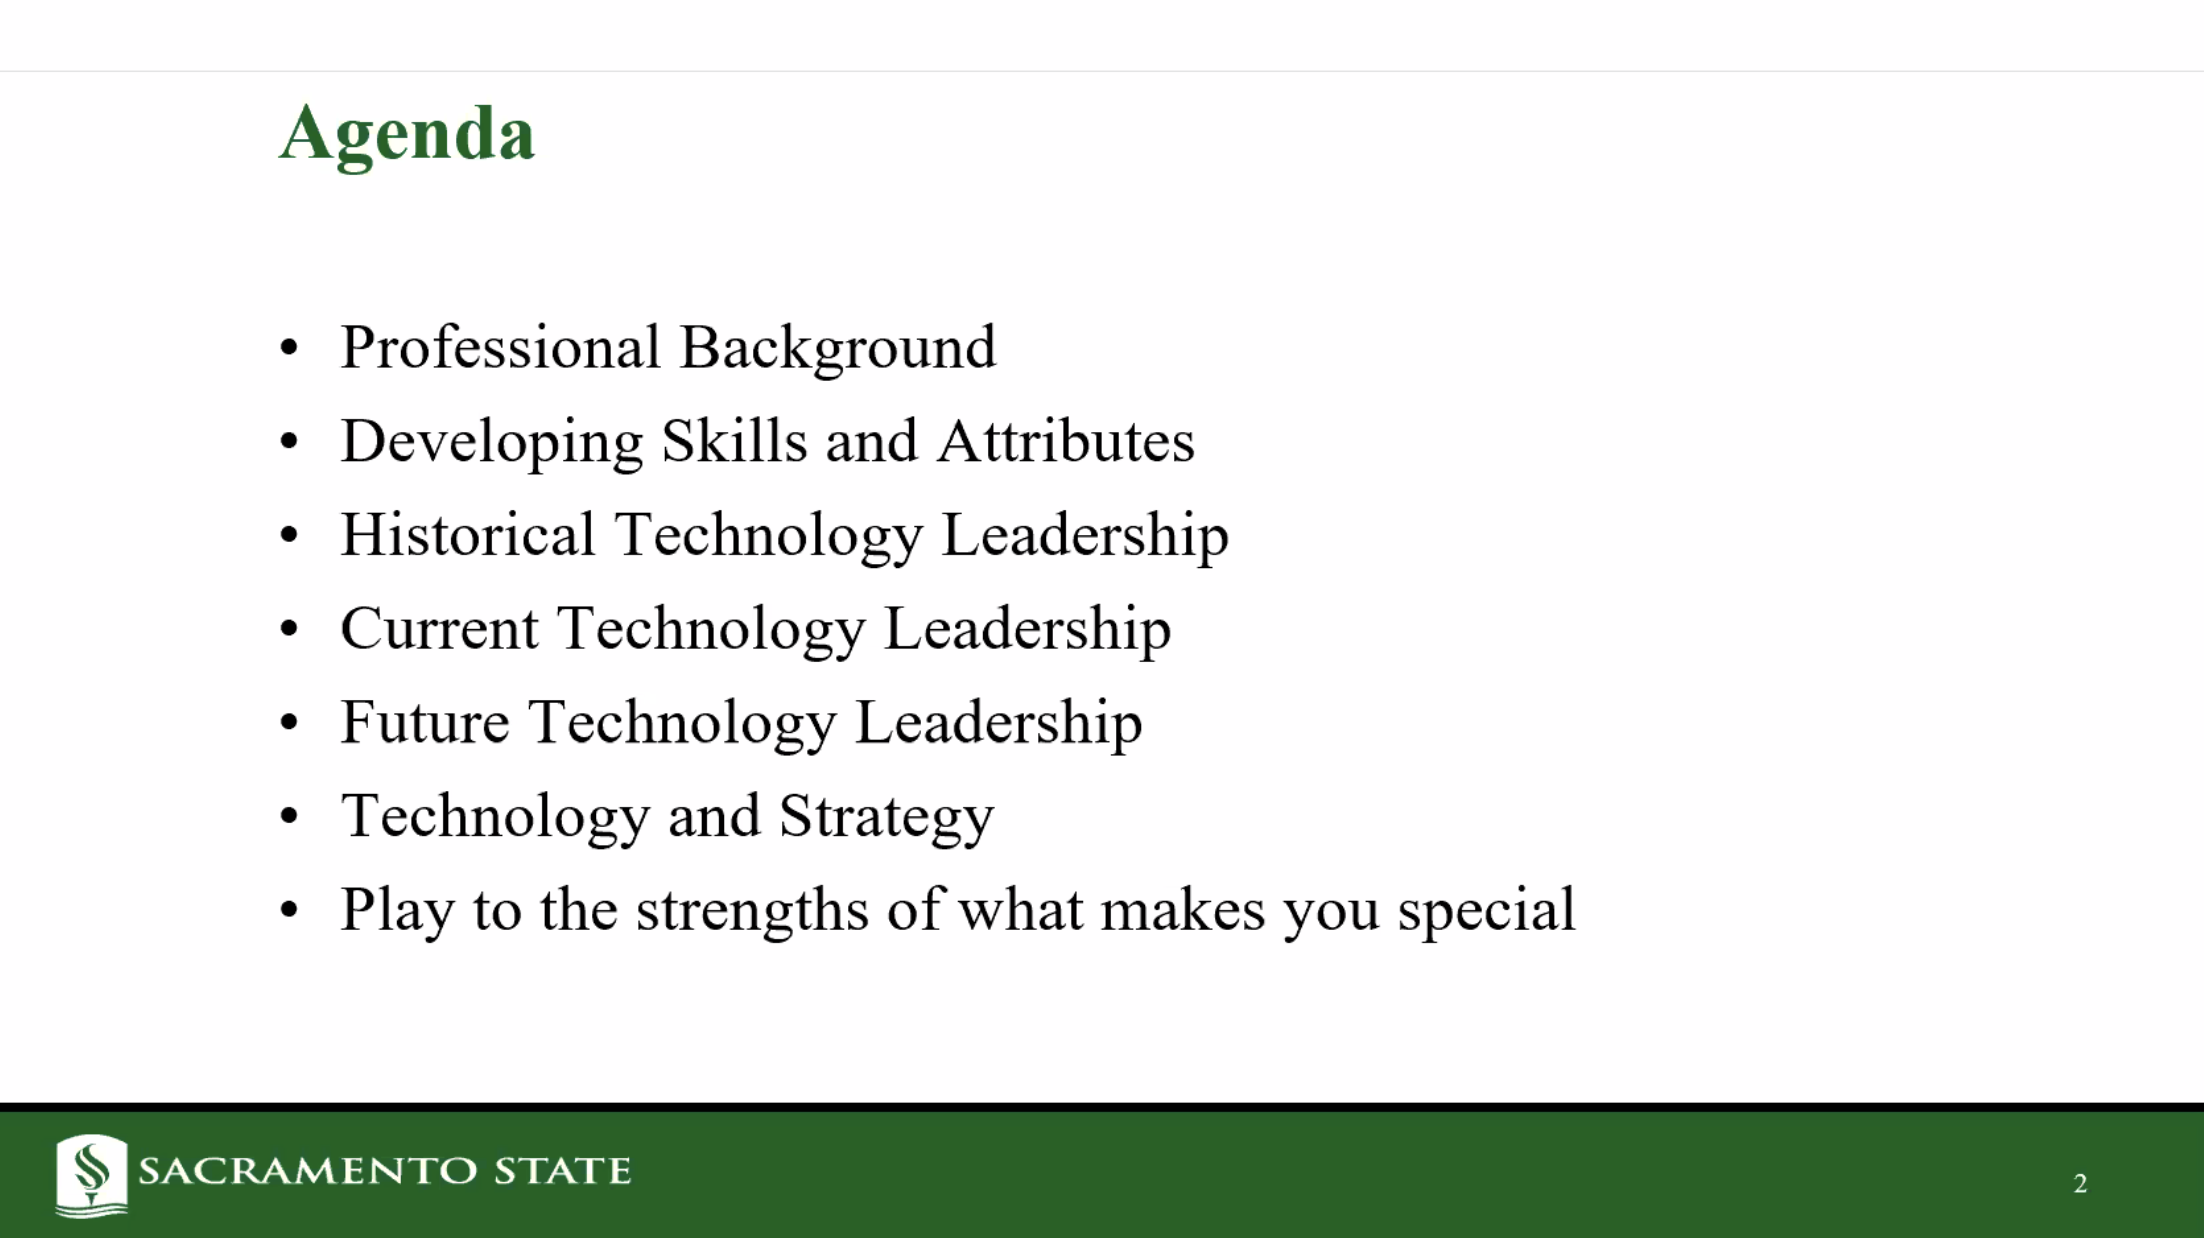 Agenda
• Professional Background
• Developing Skills and Attributes
• Historical Technology Leadership
• Current Technology Leadership
• Future Technology Leadership
• Technology and Strategy
• Play to the strengths of what makes you special
SACRAMENTO STATE
2